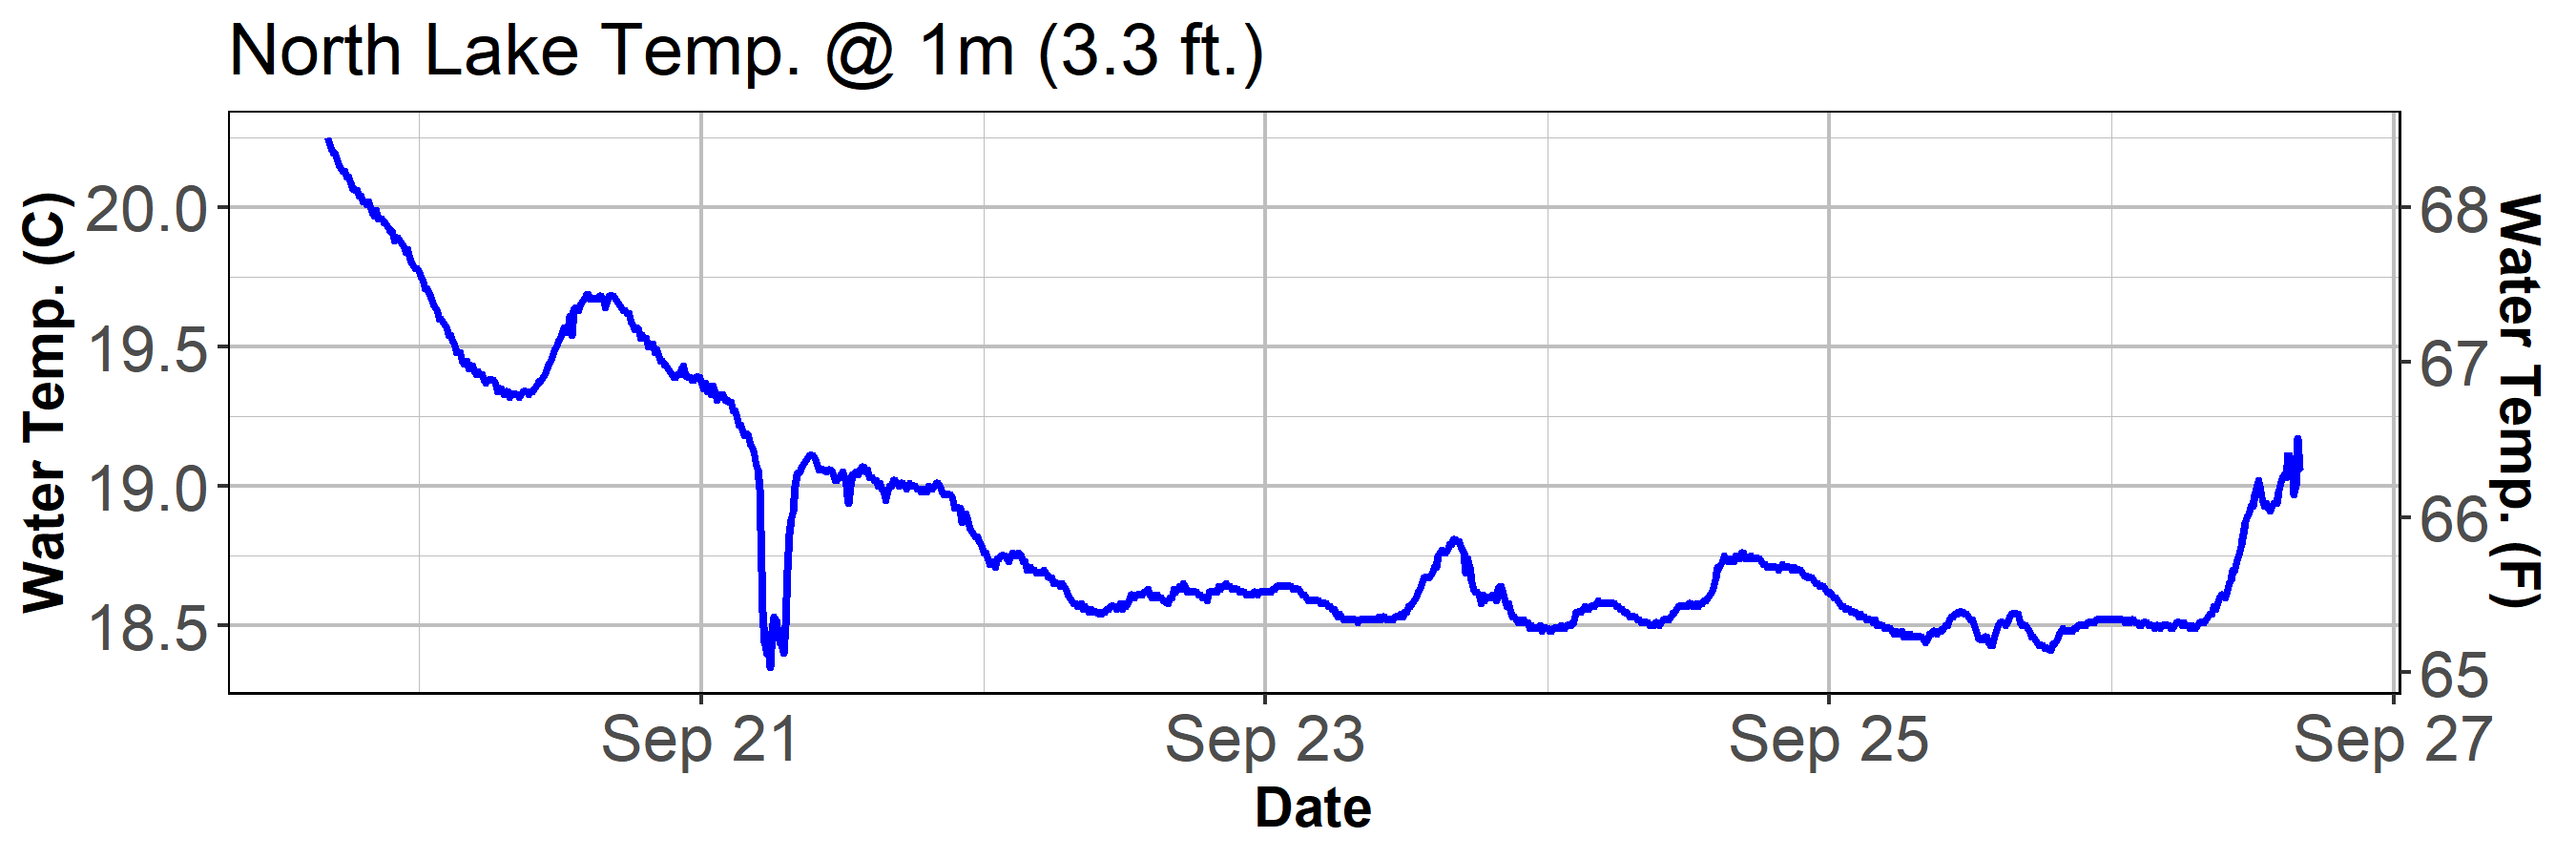 North Lake Temp. @ 1m (3.3 ft.)
Water Temp. (C)
20.0
19.5
19.0
18.5
68
67
66
65
Water Temp. (F)
Sep 21 Sep 23 Sep 25 Sep 27
Date